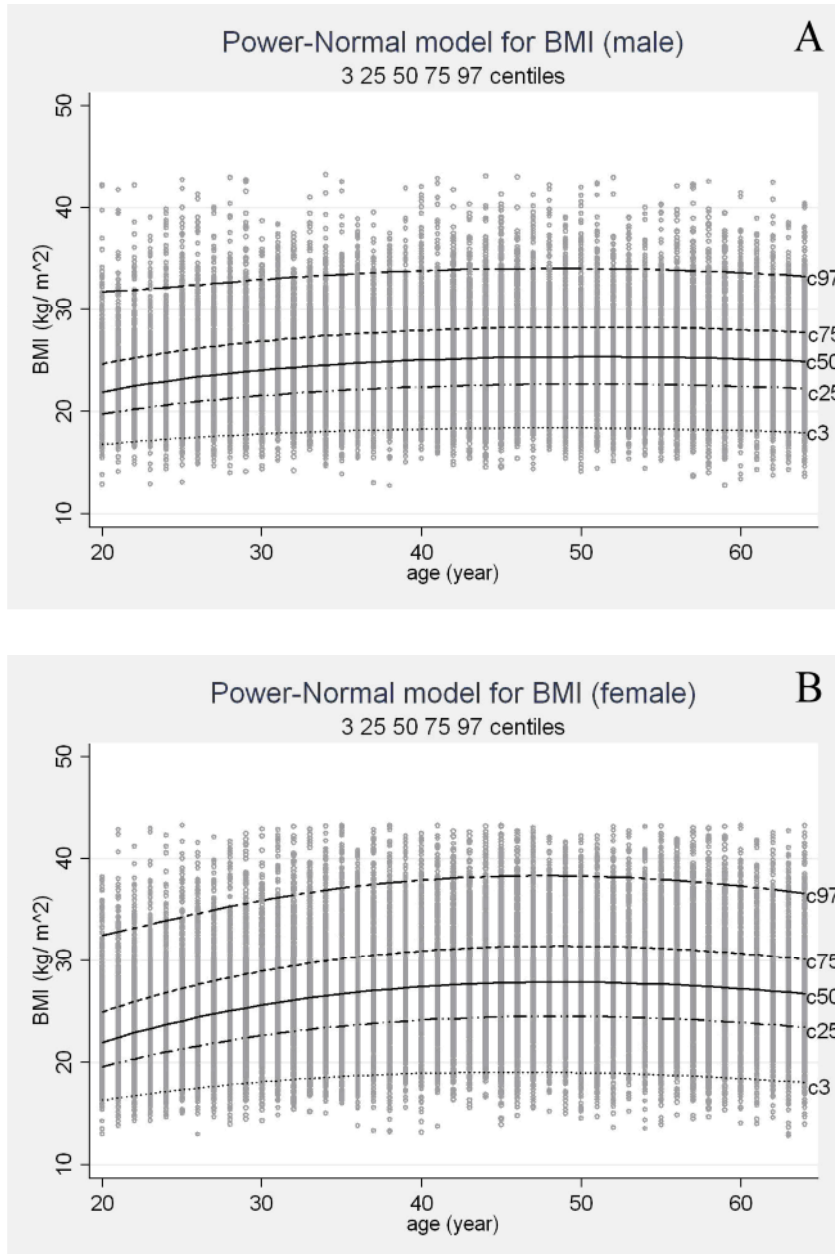 Power-Normal model for BMI (male)
A
3 25 50 75 97 centiles
50
40
30
20
10
BMI (kg/ m^2)
c97
c75
c50
c25
c3
20 30 40 50 60
age (year)
Power-Normal model for BMI (female)
B
3 25 50 75 97 centiles
50
40
30
20
10
BMI (kg/ m^2)
c97
c75
c50
c25
c3
20 30 40 50 60
age (year)